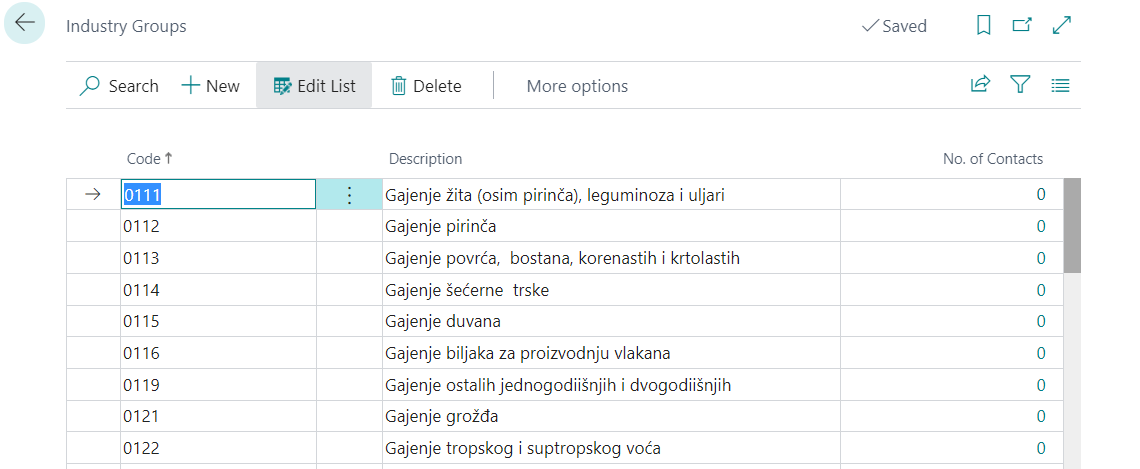 Industry Groups
Saved
Search New Edit List Delete More options
Code Description No. of Contacts
0111 Gajenje žita (osim pirinča), leguminoza i uljari 0
0112 Gajenje pirinča 0
0113 Gajenje povrća,  bostana, korenastih i krtolastih 0
0114 Gajenje šećerne  trske 0
0115 Gajenje duvana 0
0116 Gajenje biljaka za proizvodnju vlakana 0
0119 Gajenje ostalih jednogodiišnjih i dvogodiišnjih 0
0121 Gajenje grožđa 0
0122 Gajenje tropskog i suptropskog voća 0